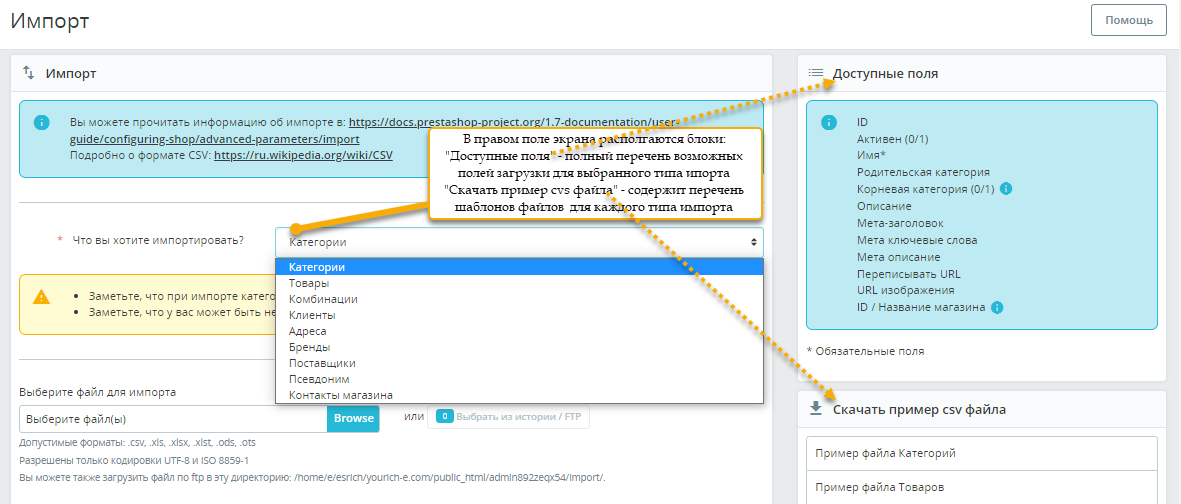 Импорт
Помощь
Импорт
Вы можете прочитать информацию об импорте в: https://docs.prestashop-project.org/1.7-documentation/user-
guide/configuring-shop/advanced-parameters/import
Подробно о формате CSV: https://ru.wikipedia.org/wiki/CSV
В правом поле экрана располгаются блоки:
"Доступные поля" - полный перечень возможных
полей загрузки для выбранного типа ипорта
"Скачать пример cvs файла" - содержит перечень
шаблонов файлов для каждого типа импорта
* Что вы хотите импортировать?
Категории
Категории
Товары
Комбинации
Клиенты
Адреса
Бренды
Поставщики
Псевдоним
Контакты магазина
Заметьте, что при импорте катего
Заметьте, что у вас может быть не
Выберите файл для импорта
Выберите файл(ы)
Browse
или
0 Выбрать из истории / FTP
Допустимые форматы: .csv, .xls, .xlsx, .xlst, .ods, .ots
Разрешены только кодировки UTF-8 и ISO 8859-1
Вы можете также загрузить файл по ftp в эту директорию: /home/e/esrich/yourich-e.com/public_html/admin892zeqx54/import/.
Доступные поля
ID
Активен (0/1)
Имя*
Родительская категория
Корневая категория (0/1)
Описание
Мета-заголовок
Мета ключевые слова
Мета описание
Переписывать URL
URL изображения
ID / Название магазина
* Обязательные поля
Скачать пример csv файла
Пример файла Категорий
Пример файла Товаров